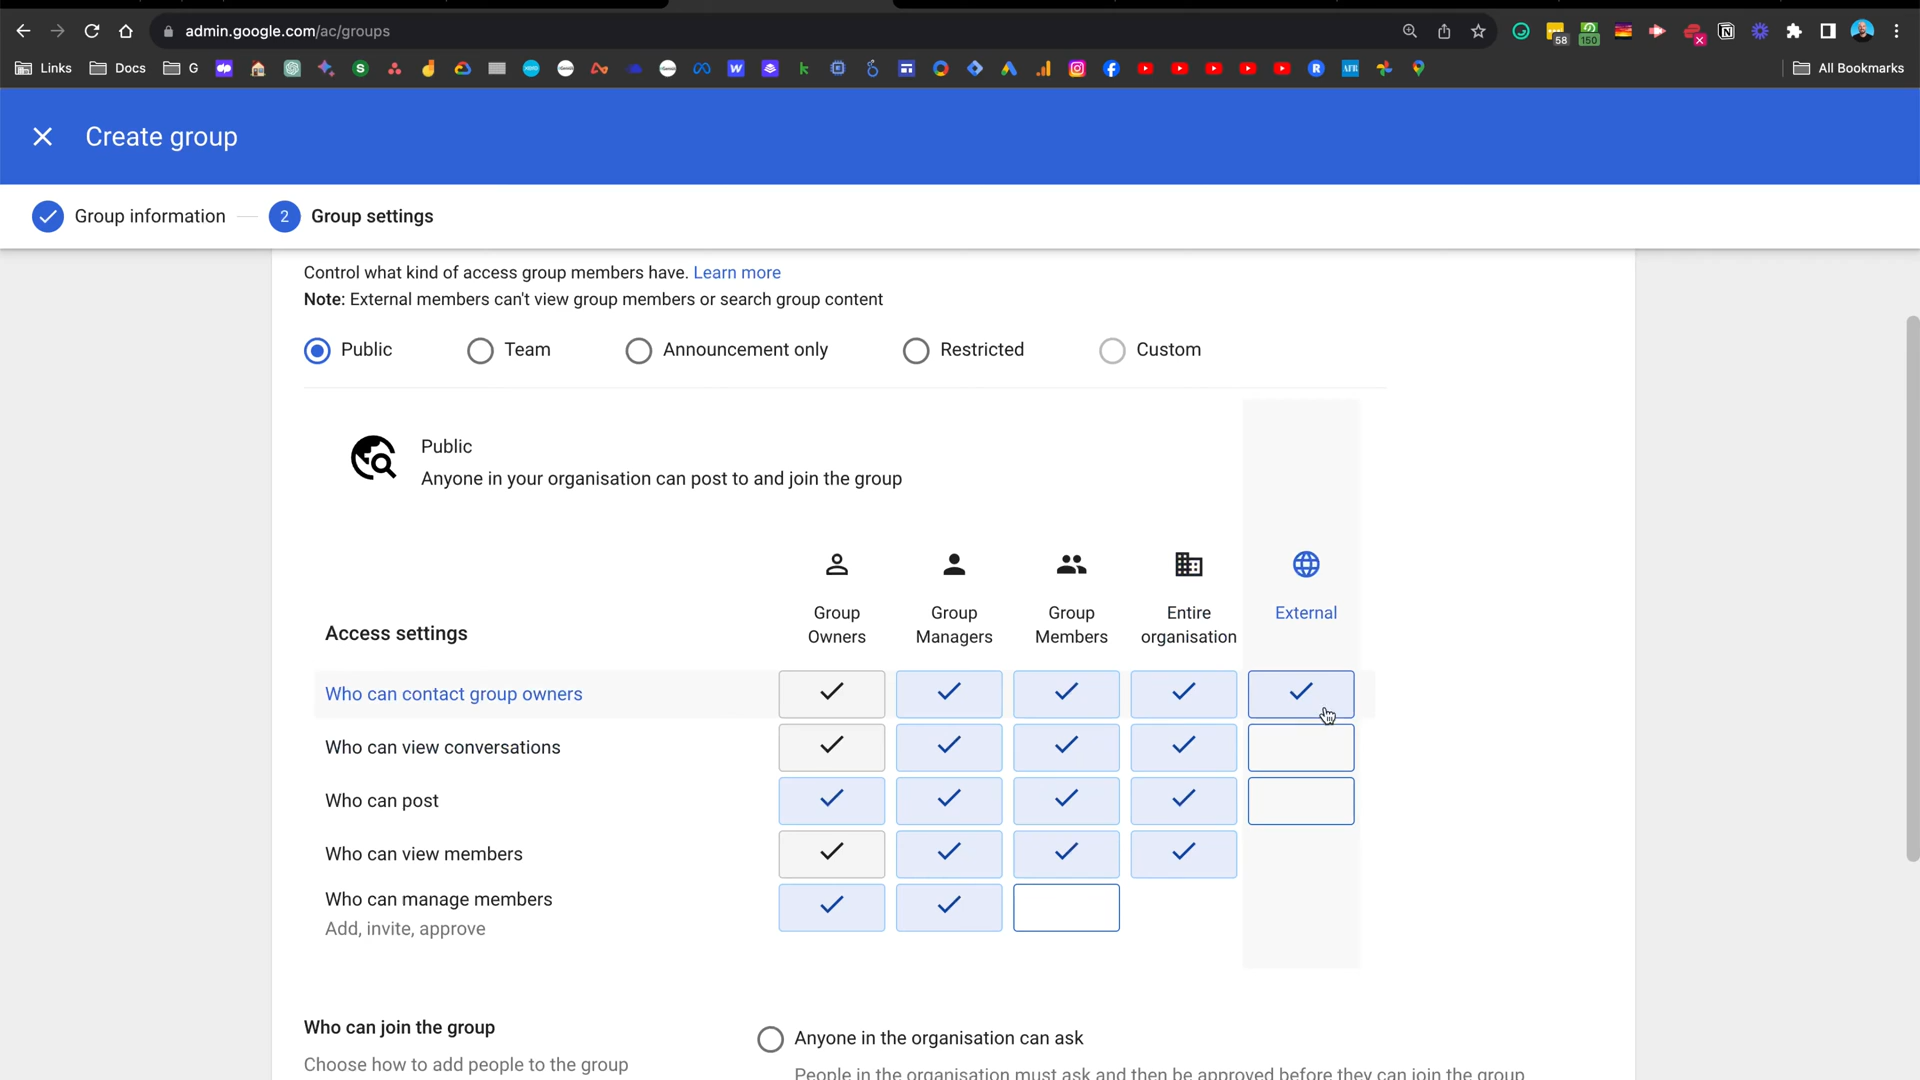 admin.google.com/ac/groups
58
150
Links
Docs
G
All Bookmarks
Create group
Group information
2
Group settings
Control what kind of access group members have. Learn more
Note: External members can't view group members or search group content
Public
Team
Announcement only
Restricted
Custom
Public
Anyone in your organisation can post to and join the group
Access settings
Group
Owners
Group
Managers
Group
Members
Entire
organisation
External
Who can contact group owners
Who can view conversations
Who can post
Who can view members
Who can manage members
Add, invite, approve
Who can join the group
Choose how to add people to the group
Anyone in the organisation can ask
People in the organisation must ask and then be approved before they can join the group